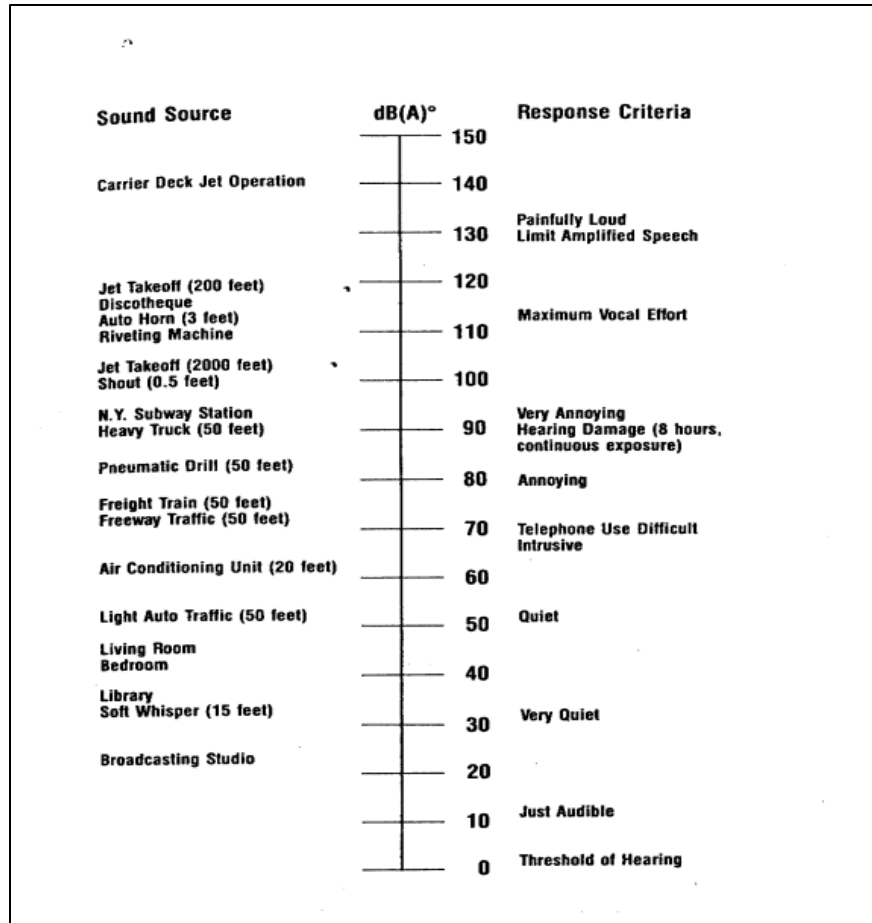 Sound Source dB(A)° Response Criteria
150
Carrier Deck Jet Operation 140
Painfully Loud
130 Limit Amplified Speech
Jet Takeoff (200 feet) 120
Discotheque
Auto Horn (3 feet) Maximum Vocal Effort
Riveting Machine 110
Jet Takeoff (2000 feet)
Shout (0.5 feet) 100
N.Y. Subway Station Very Annoying
Heavy Truck (50 feet) 90 Hearing Damage (8 hours,
continuous exposure)
Pneumatic Drill (50 feet) 80 Annoying
Freight Train (50 feet)
Freeway Traffic (50 feet) 70 Telephone Use Difficult
Intrusive
Air Conditioning Unit (20 feet) 60
Light Auto Traffic (50 feet) 50 Quiet
Living Room
Bedroom 40
Library
Soft Whisper (15 feet) 30 Very Quiet
Broadcasting Studio 20
10 Just Audible
0 Threshold of Hearing